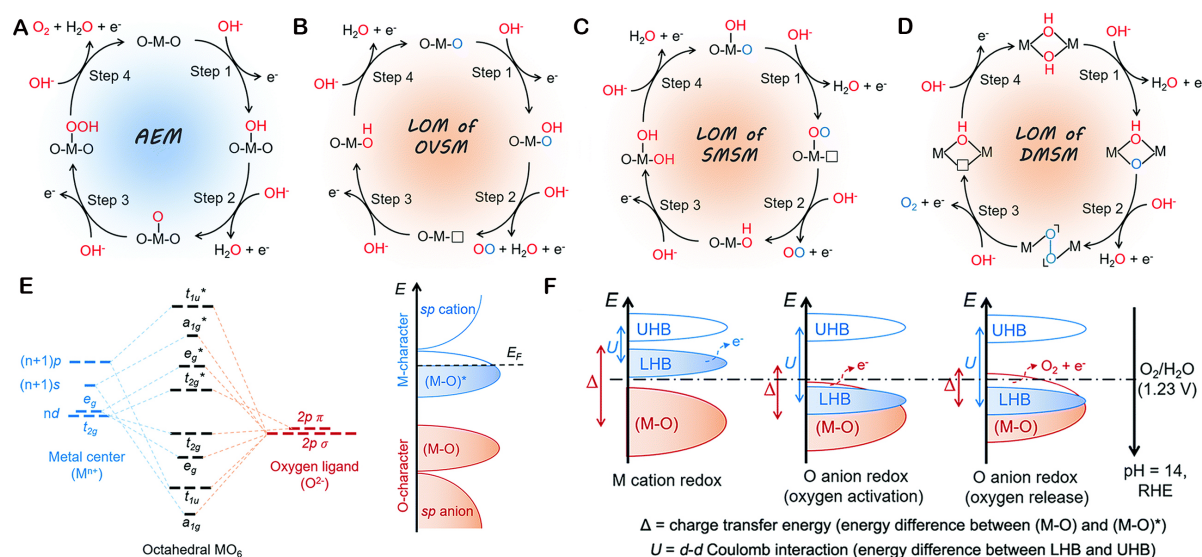 A
O₂ + H₂O + e⁻
O-M-O
OH⁻
Step 4
Step 1
OH⁻
e⁻
OOH
O-M-O
AEM
OH
O-M-O
e⁻
Step 3
Step 2
OH⁻
O
O-M-O
OH⁻
H₂O + e⁻
B
H₂O + e⁻
O-M-O
OH⁻
Step 4
Step 1
OH⁻
e⁻
H
O-M-O
LOM of
OVSM
OH
O-M-O
e⁻
Step 3
Step 2
OH⁻
O-M-□
OH⁻
OO + H₂O + e⁻
C
H₂O + e⁻
OH
O-M-O
OH⁻
Step 4
Step 1
OH⁻
H₂O + e⁻
OH
O-M-OH
LOM of
SMSM
OO
O-M-□
e⁻
Step 3
Step 2
OH⁻
H
O-M-O
OH⁻
OO + e⁻
D
e⁻
H
O
M M
O
H
OH⁻
Step 4
Step 1
OH⁻
H₂O + e⁻
H
O
M M
□
LOM of
DMSM
H
O
M M
O
O₂ + e⁻
Step 3
Step 2
OH⁻
M O M
O
OH⁻
H₂O + e⁻
E
t₁ᵤ*
a₁g*
(n+1)p
eg*
(n+1)s
t₂g*
eg
nd
t₂g
2p π
t₂g
2p σ
Metal center
(Mⁿ⁺)
eg
Oxygen ligand
(O²⁻)
t₁ᵤ
a₁g
Octahedral MO₆
E
M-character
O-character
sp cation
E_F
(M-O)*
(M-O)
sp anion
F
E
UHB
U
LHB
e⁻
Δ
(M-O)
M cation redox
E
UHB
U
e⁻
Δ
LHB
(M-O)
O anion redox
(oxygen activation)
E
UHB
U
O₂ + e⁻
Δ
LHB
(M-O)
O anion redox
(oxygen release)
O₂/H₂O
(1.23 V)
pH = 14,
RHE
Δ = charge transfer energy (energy difference between (M-O) and (M-O)*)
U = d-d Coulomb interaction (energy difference between LHB and UHB)